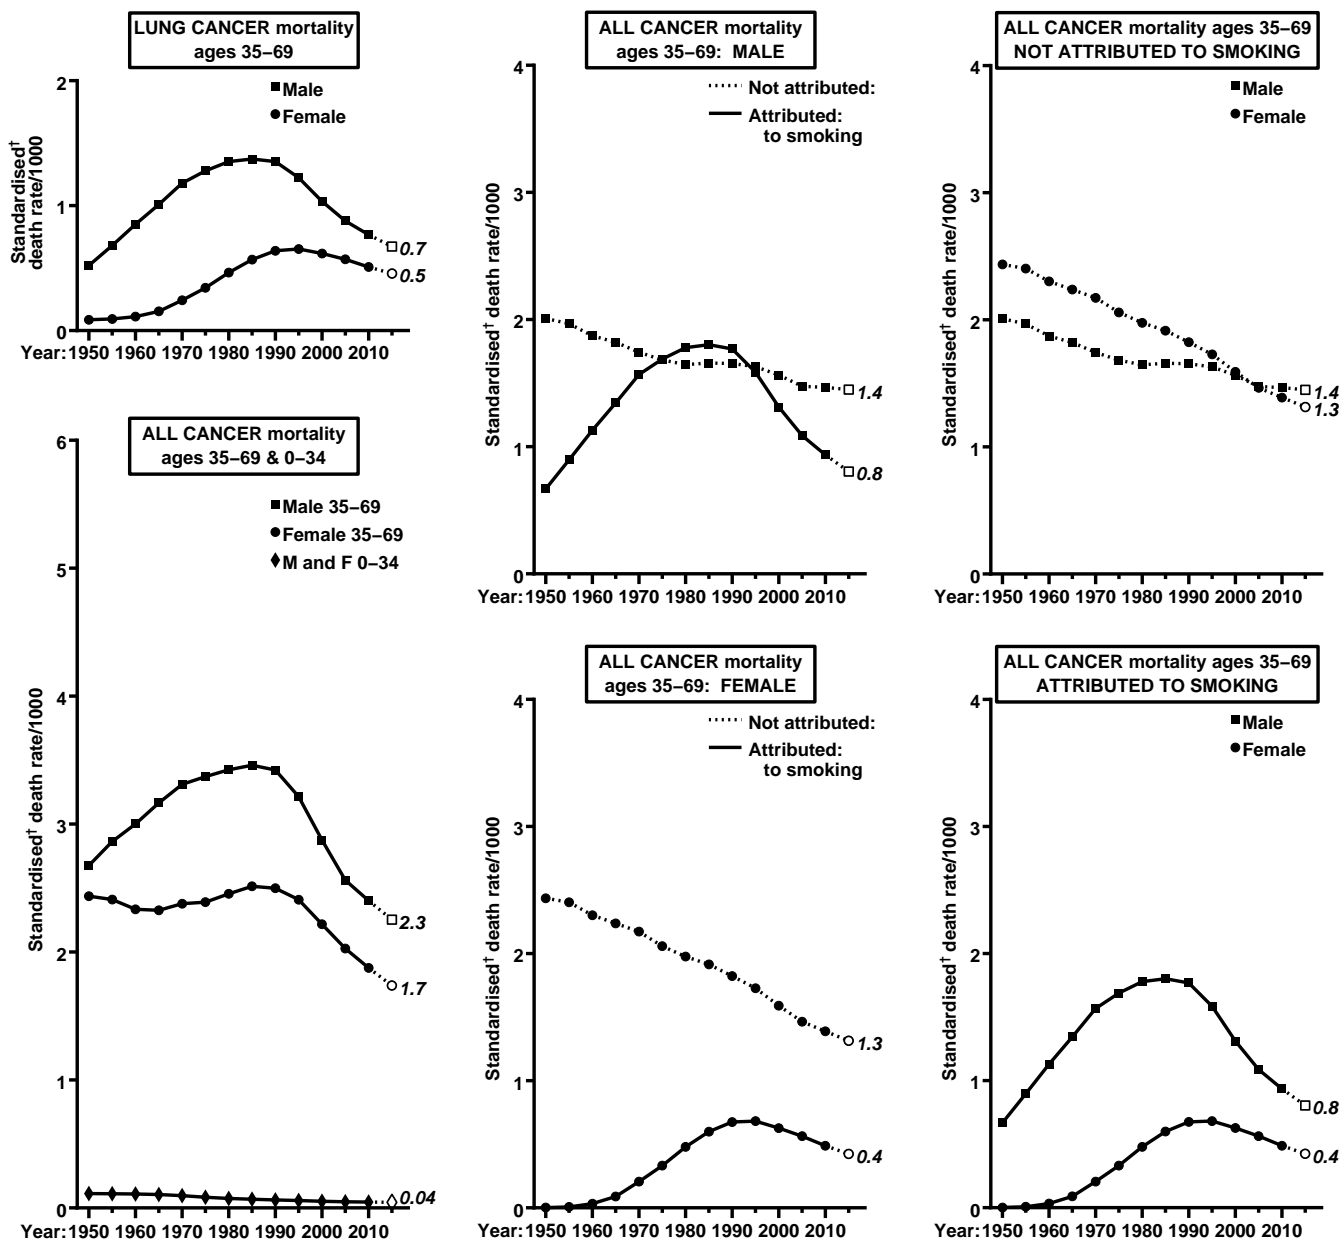 LUNG CANCER mortality
ages 35–69
2
1
0
Standardised†
death rate/1000
Male
Female
0.7
0.5
Year: 1950 1960 1970 1980 1990 2000 2010
ALL CANCER mortality
ages 35–69 & 0–34
6
5
4
3
2
1
0
Standardised† death rate/1000
Male 35–69
Female 35–69
M and F 0–34
2.3
1.7
0.04
Year: 1950 1960 1970 1980 1990 2000 2010
ALL CANCER mortality
ages 35–69: MALE
4
3
2
1
0
Standardised† death rate/1000
Not attributed:
Attributed:
to smoking
1.4
0.8
Year: 1950 1960 1970 1980 1990 2000 2010
ALL CANCER mortality
ages 35–69: FEMALE
4
3
2
1
0
Standardised† death rate/1000
Not attributed:
Attributed:
to smoking
1.3
0.4
Year: 1950 1960 1970 1980 1990 2000 2010
ALL CANCER mortality ages 35–69
NOT ATTRIBUTED TO SMOKING
4
3
2
1
0
Standardised† death rate/1000
Male
Female
1.4
1.3
Year: 1950 1960 1970 1980 1990 2000 2010
ALL CANCER mortality ages 35–69
ATTRIBUTED TO SMOKING
4
3
2
1
0
Standardised† death rate/1000
Male
Female
0.8
0.4
Year: 1950 1960 1970 1980 1990 2000 2010